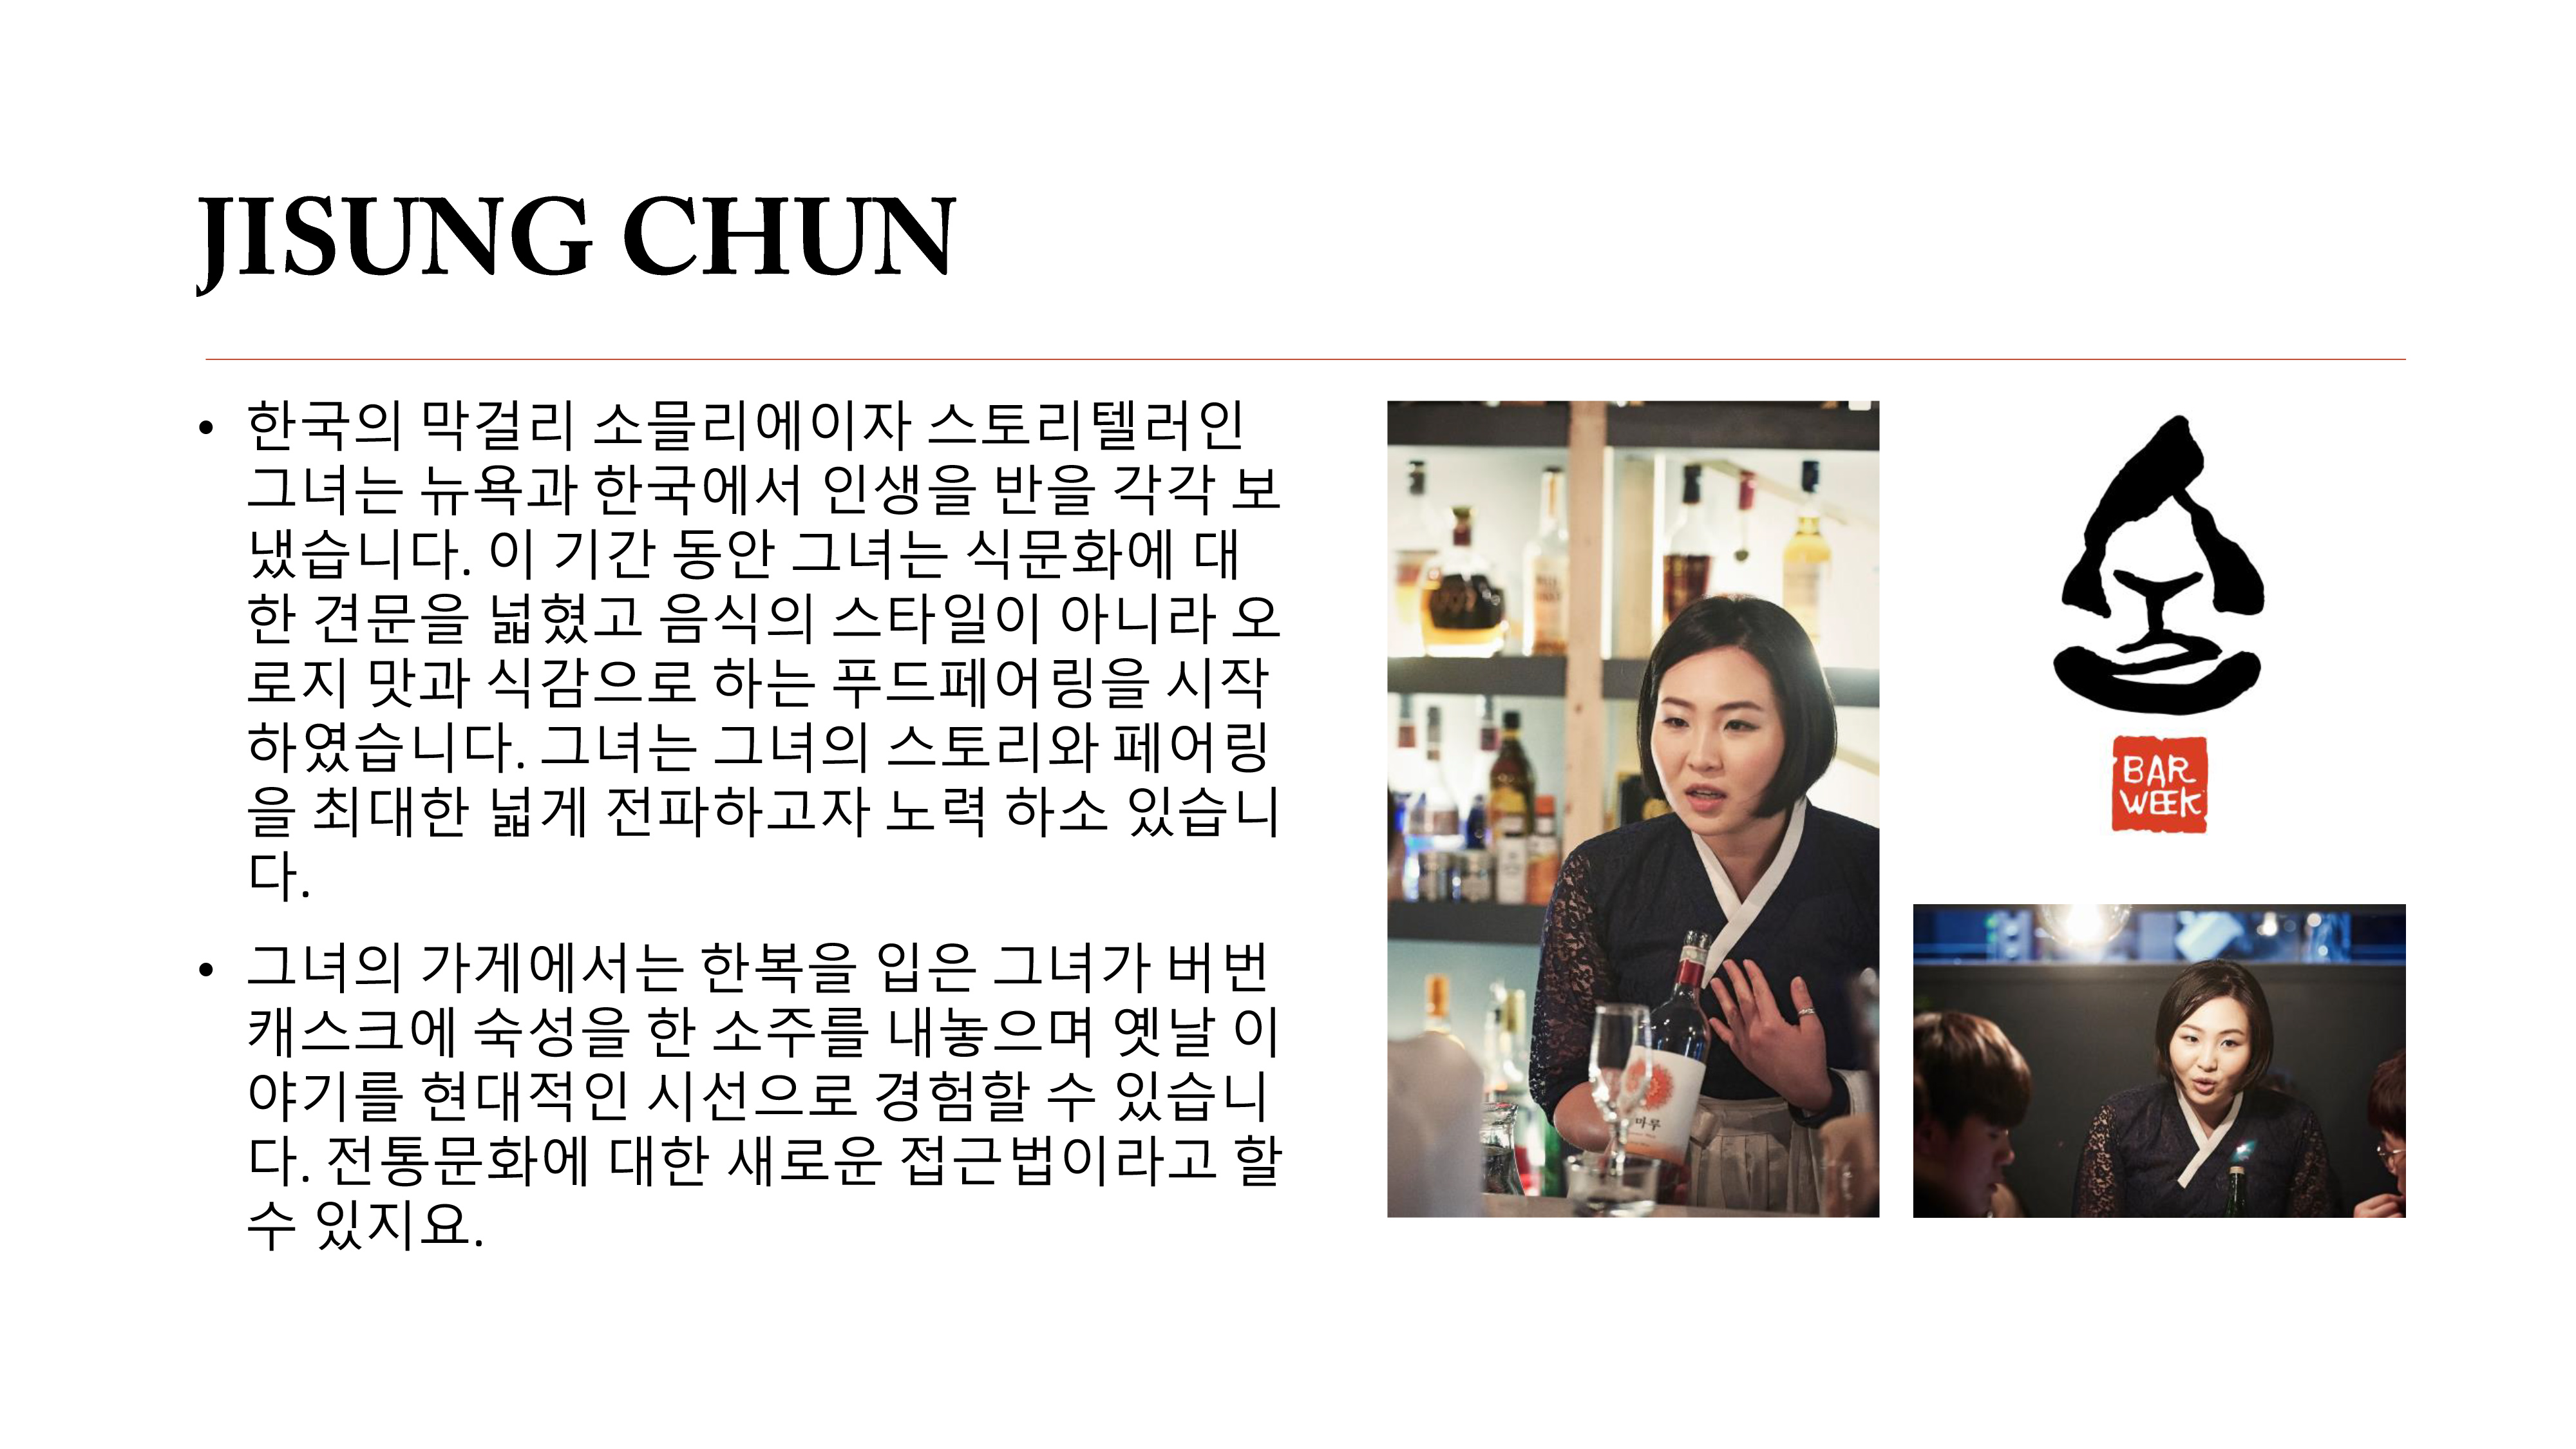 JISUNG CHUN
• 한국의 막걸리 소믈리에이자 스토리텔러인
그녀는 뉴욕과 한국에서 인생을 반을 각각 보
냈습니다. 이 기간 동안 그녀는 식문화에 대
한 견문을 넓혔고 음식의 스타일이 아니라 오
로지 맛과 식감으로 하는 푸드페어링을 시작
하였습니다. 그녀는 그녀의 스토리와 페어링
을 최대한 넓게 전파하고자 노력 하소 있습니
다.
• 그녀의 가게에서는 한복을 입은 그녀가 버번
캐스크에 숙성을 한 소주를 내놓으며 옛날 이
야기를 현대적인 시선으로 경험할 수 있습니
다. 전통문화에 대한 새로운 접근법이라고 할
수 있지요.
BAR
WEEK
마루